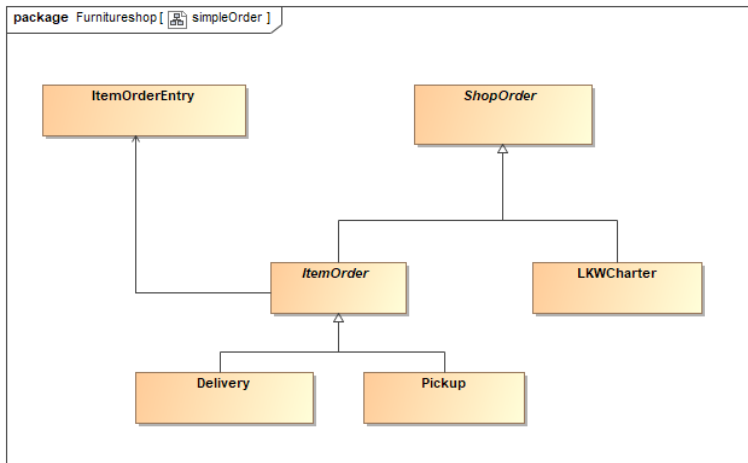 package Furnitureshop [ simpleOrder ]
ItemOrderEntry
ShopOrder
ItemOrder
LKWCharter
Delivery
Pickup